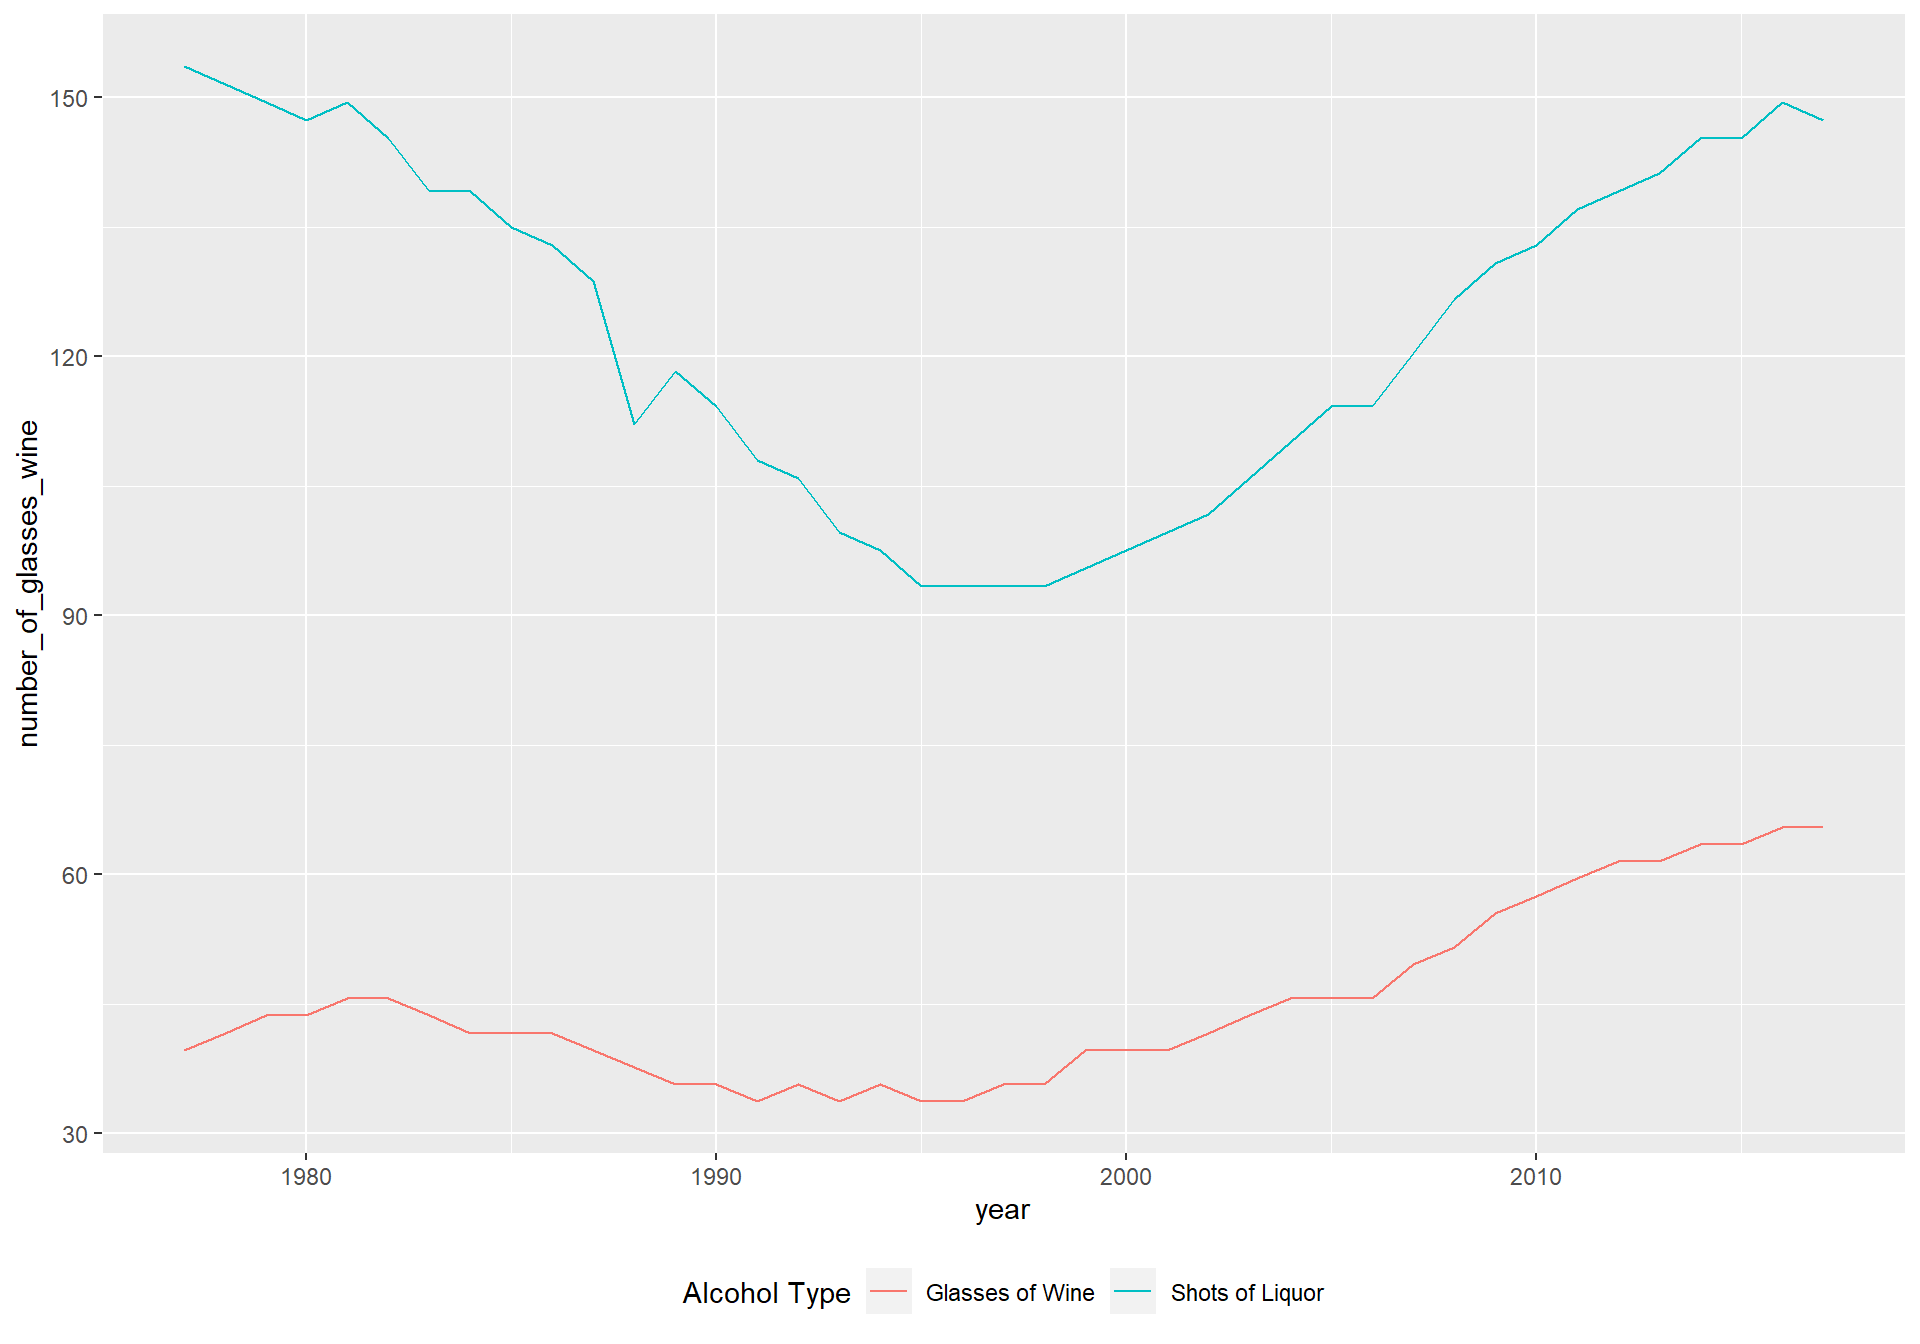 150
120
90
60
30
number_of_glasses_wine
1980 1990 2000 2010
year
Alcohol Type Glasses of Wine Shots of Liquor